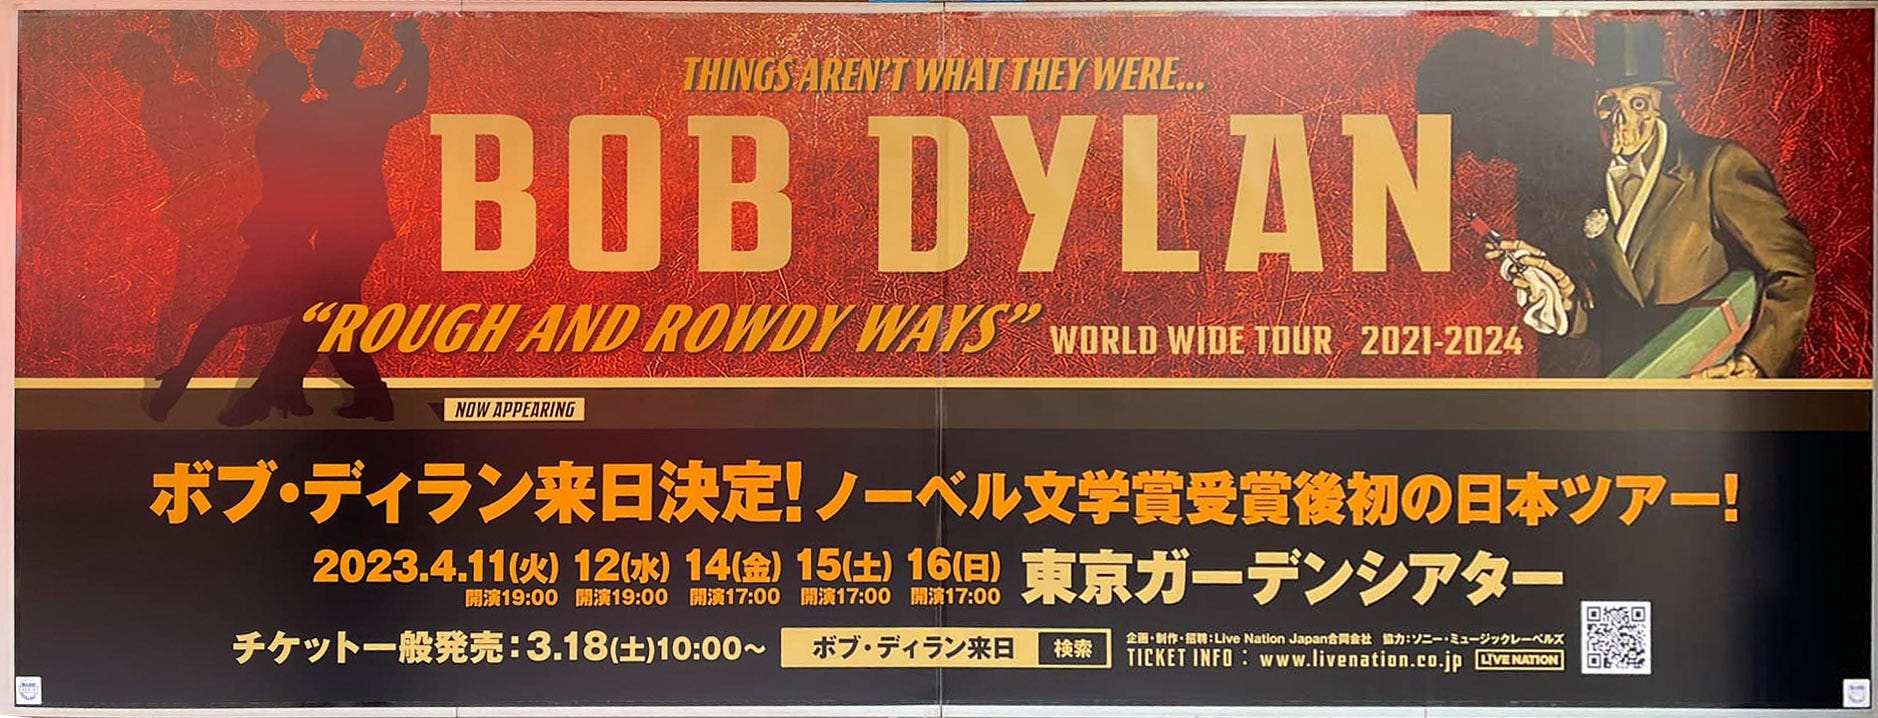 THINGS AREN'T WHAT THEY WERE...
BOB DYLAN
“ROUGH AND ROWDY WAYS” WORLD WIDE TOUR 2021-2024
NOW APPEARING
ボブ・ディラン来日決定!ノーベル文学賞受賞後初の日本ツアー!
2023.4.11(火) 12(水) 14(金) 15(土) 16(日) 東京ガーデンシアター
開演19:00 開演19:00 開演17:00 開演17:00 開演17:00
チケット一般発売:3.18(土)10:00〜 ボブ・ディラン来日 検索
企画・制作・招聘:Live Nation Japan合同会社 協力:ソニー・ミュージックレーベルズ
TICKET INFO : www.livenation.co.jp LIVE NATION